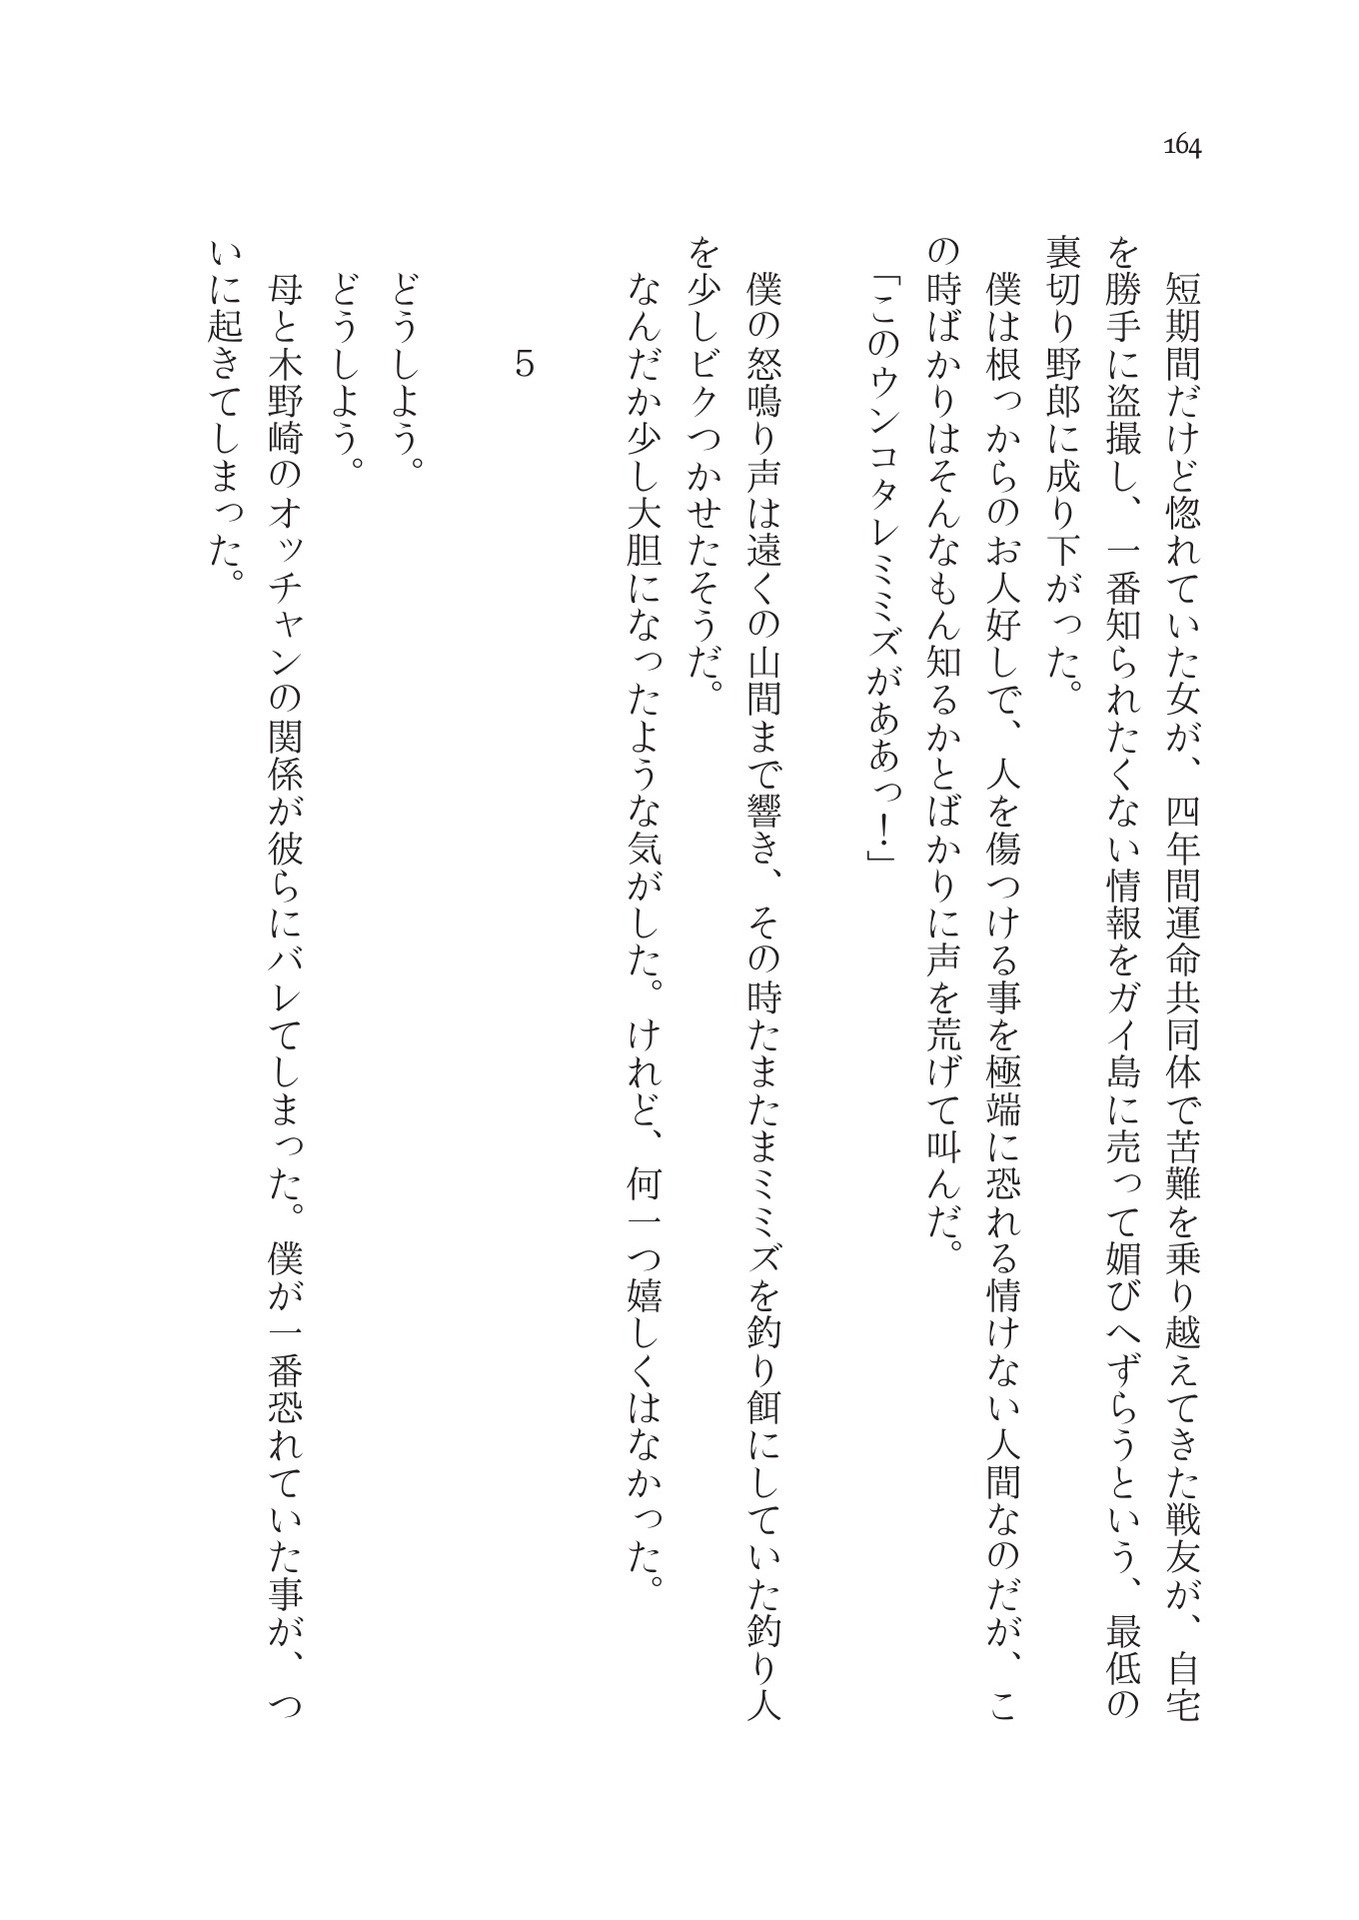 164
短期間だけど惚れていた女が、四年間運命共同体で苦難を乗り越えてきた戦友が、自宅
を勝手に盗撮し、一番知られたくない情報をガイ島に売って媚びへずらうという、最低の
裏切り野郎に成り下がった。
僕は根っからのお人好しで、人を傷つける事を極端に恐れる情けない人間なのだが、こ
の時ばかりはそんなもん知るかとばかりに声を荒げて叫んだ。
「このウンコタレミミズがああっ！」
僕の怒鳴り声は遠くの山間まで響き、その時たまたまミミズを釣り餌にしていた釣り人
を少しビクつかせたそうだ。
なんだか少し大胆になったような気がした。けれど、何一つ嬉しくはなかった。
5
どうしよう。
どうしよう。
母と木野崎のオッチャンの関係が彼らにバレてしまった。僕が一番恐れていた事が、つ
いに起きてしまった。